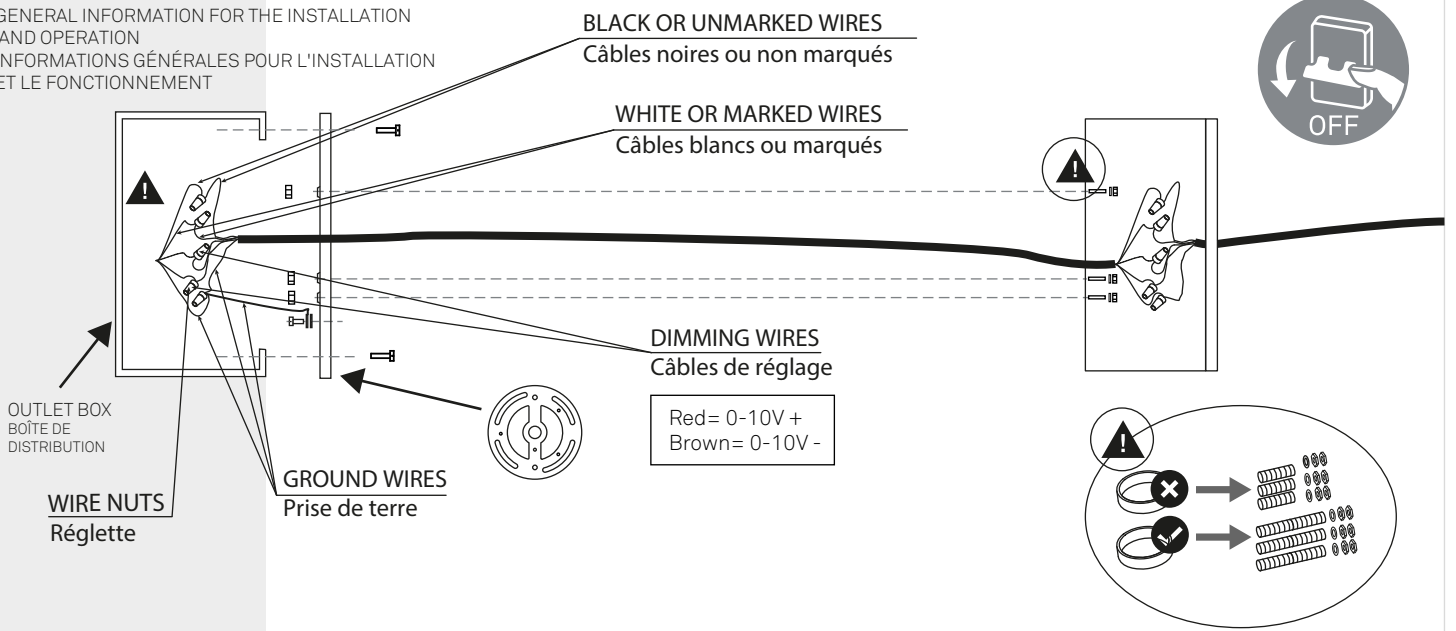 GENERAL INFORMATION FOR THE INSTALLATION
AND OPERATION
INFORMATIONS GÉNÉRALES POUR L'INSTALLATION
ET LE FONCTIONNEMENT
BLACK OR UNMARKED WIRES
Câbles noires ou non marqués
WHITE OR MARKED WIRES
Câbles blancs ou marqués
OFF
DIMMING WIRES
Câbles de réglage
Red= 0-10V +
Brown= 0-10V -
OUTLET BOX
BOÎTE DE
DISTRIBUTION
GROUND WIRES
Prise de terre
WIRE NUTS
Réglette